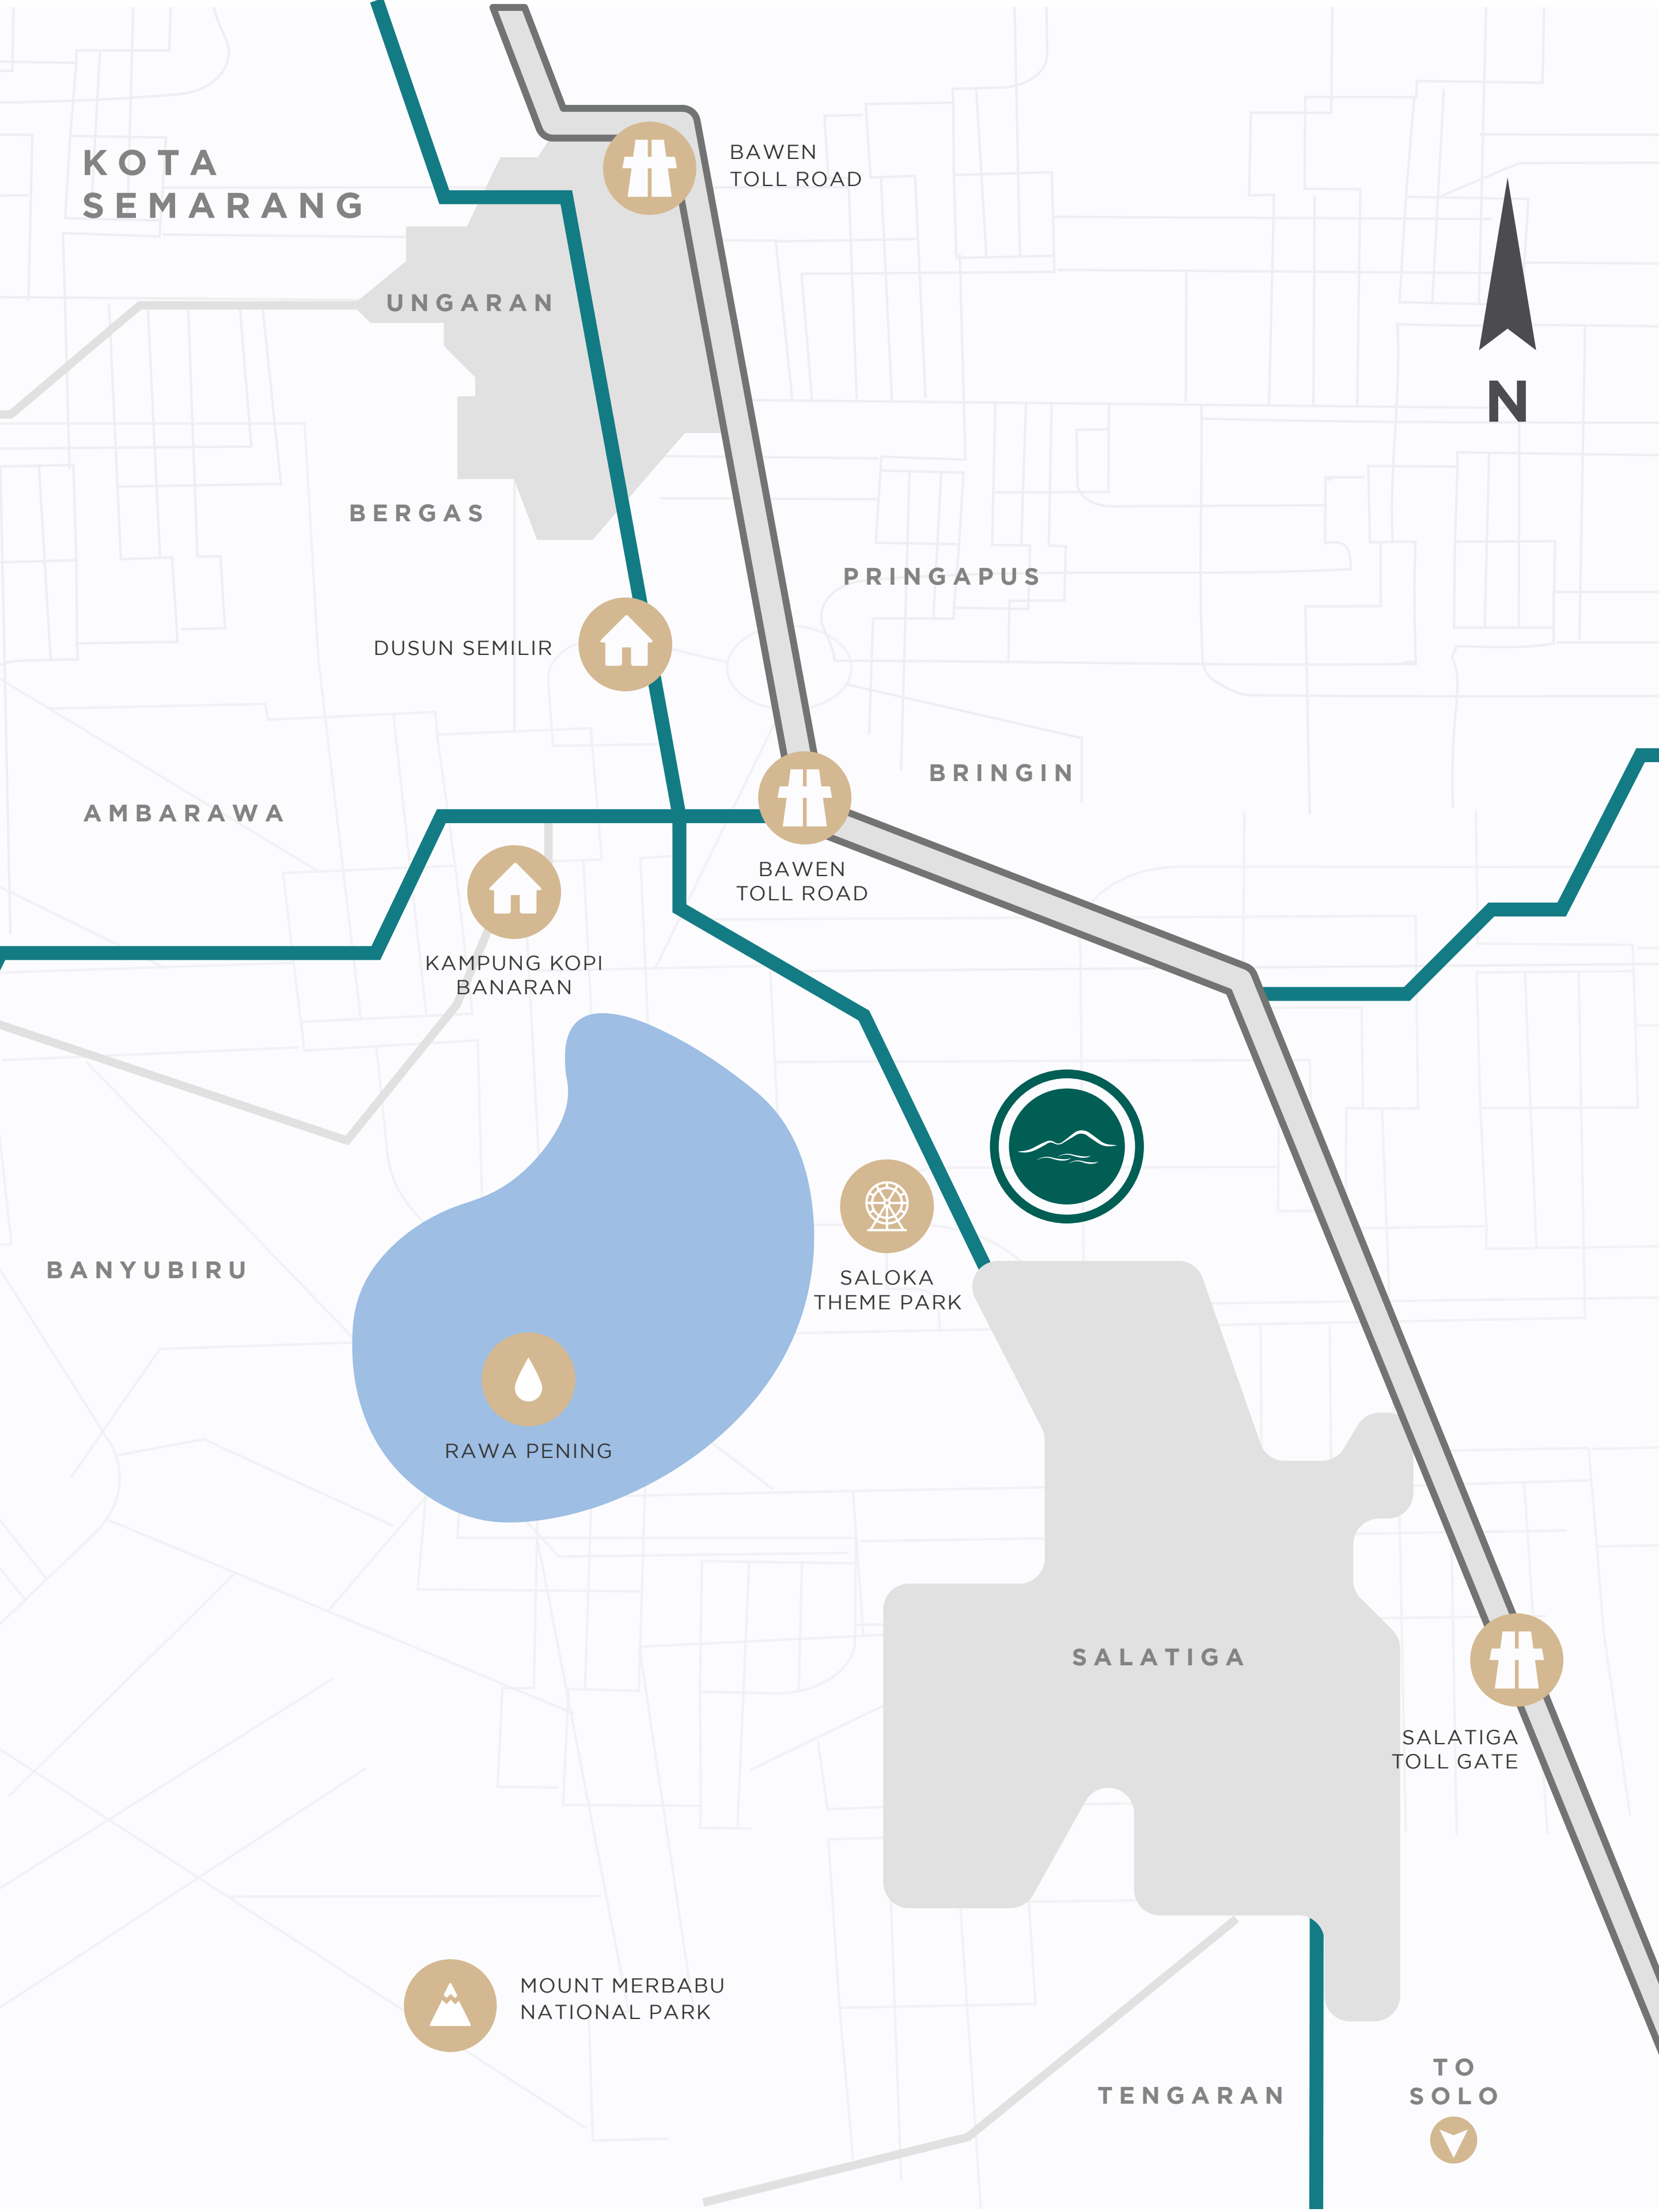 KOTA
SEMARANG
BAWEN
TOLL ROAD
UNGARAN
N
BERGAS
PRINGAPUS
DUSUN SEMILIR
BRINGIN
AMBARAWA
BAWEN
TOLL ROAD
KAMPUNG KOPI
BANARAN
BANYUBIRU
SALOKA
THEME PARK
RAWA PENING
SALATIGA
SALATIGA
TOLL GATE
MOUNT MERBABU
NATIONAL PARK
TO
SOLO
TENGARAN